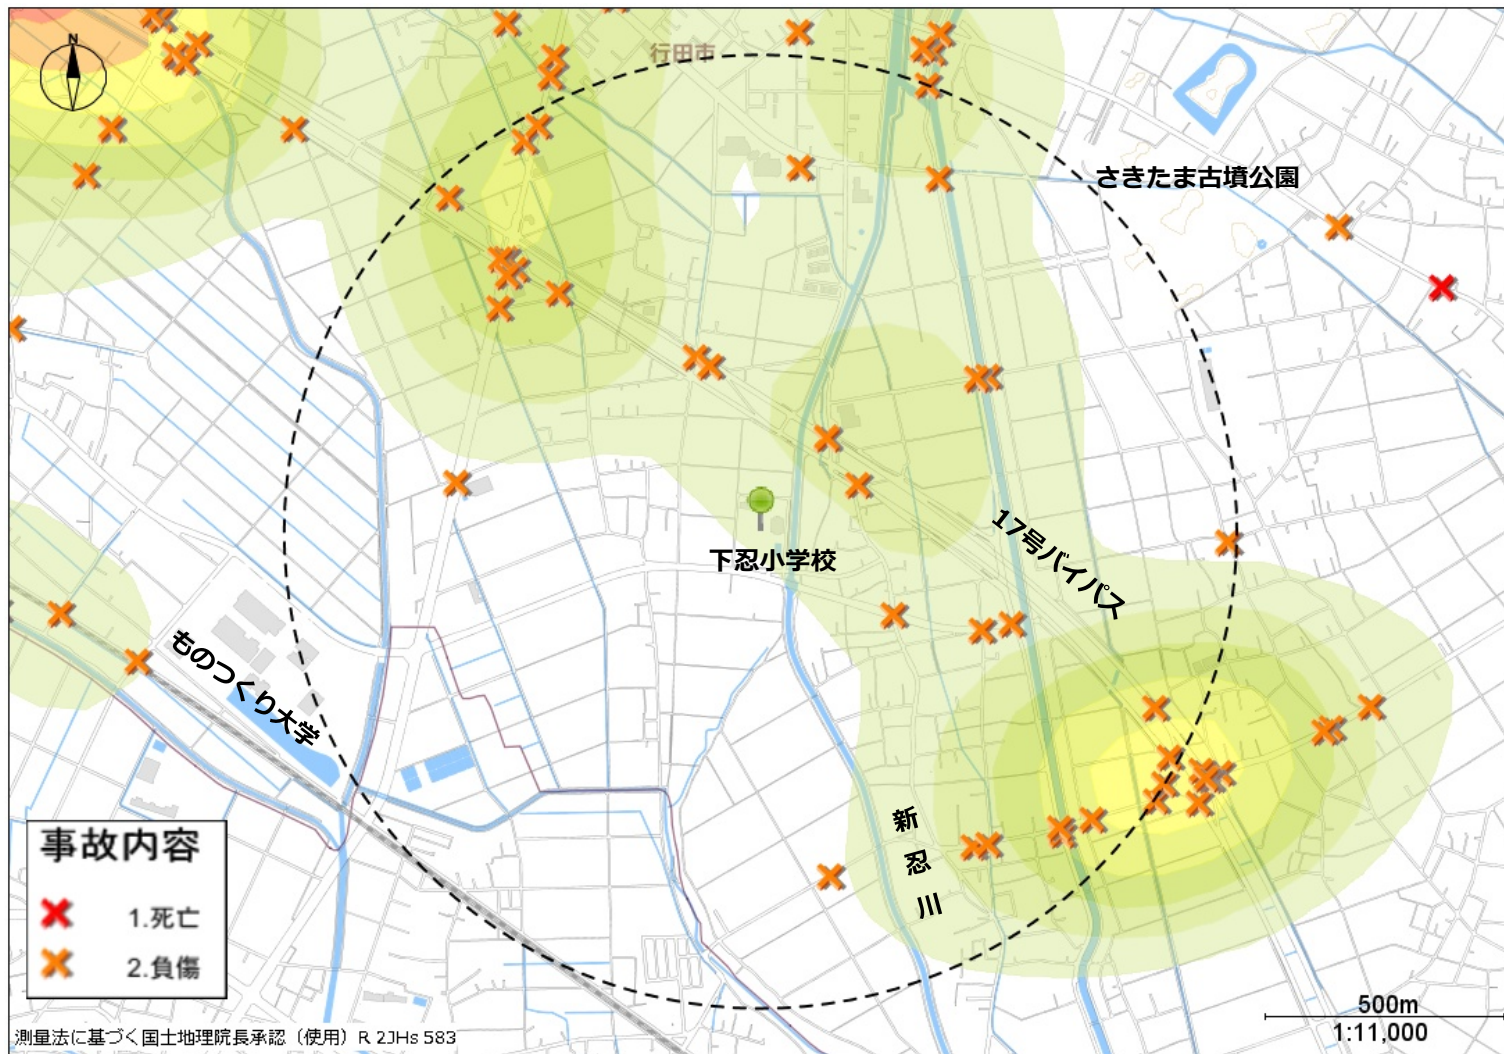 N
行田市
さきたま古墳公園
17号バイパス
下忍小学校
ものつくり大学
新忍川
事故内容
1.死亡
2.負傷
500m
1:11,000
測量法に基づく国土地理院長承認（使用）R 2JHs 583